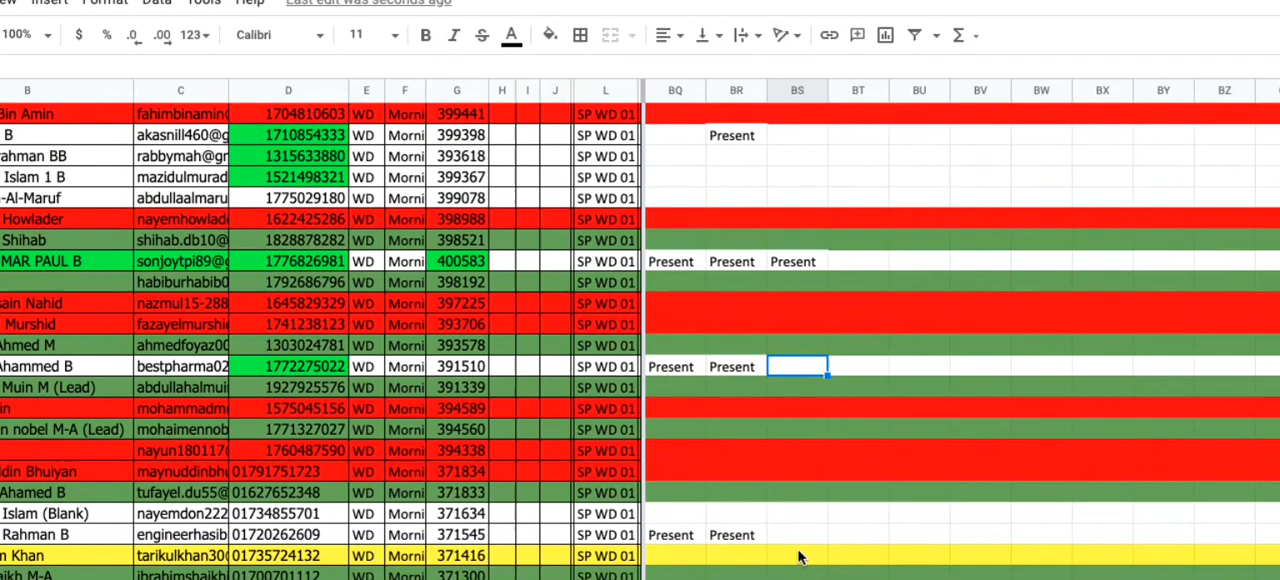 View Insert Format Data Tools Help Last edit was seconds ago
100% $ % .0 .00 123 Calibri 11 B I S A
B C D E F G H I J L BQ BR BS BT BU BV BW BX BY BZ
Bin Amin fahimbinamin 1704810603 WD Morni 399441 SP WD 01
B akasnill460@g 1710854333 WD Morni 399398 SP WD 01 Present
rahman BB rabbymah@gr 1315633880 WD Morni 393618 SP WD 01
Islam 1 B mazidulmurad 1521498321 WD Morni 399367 SP WD 01
-Al-Maruf abdullaalmaru 1775029180 WD Morni 399078 SP WD 01
Howlader nayemhowlad 1622425286 WD Morni 398988 SP WD 01
Shihab shihab.db10@ 1828878282 WD Morni 398521 SP WD 01
MAR PAUL B sonjoytpi89@g 1776826981 WD Morni 400583 SP WD 01 Present Present Present
habiburhabib0 1792686796 WD Morni 398192 SP WD 01
sain Nahid nazmul15-288 1645829329 WD Morni 397225 SP WD 01
Murshid fazayelmurshi 1741238123 WD Morni 393706 SP WD 01
Ahmed M ahmedfoyaz00 1303024781 WD Morni 393578 SP WD 01
Ahammed B bestpharma02 1772275022 WD Morni 391510 SP WD 01 Present Present
Muin M (Lead) abdullahalmui 1927925576 WD Morni 391339 SP WD 01
in mohammadmu 1575045156 WD Morni 394589 SP WD 01
n nobel M-A (Lead) mohaimennob 1771327027 WD Morni 394560 SP WD 01
nayun180117 1760487590 WD Morni 394338 SP WD 01
ldin Bhuiyan maynuddinbh 01791751723 WD Morni 371834 SP WD 01
Ahamed B tufayel.du55@ 01627652348 WD Morni 371833 SP WD 01
Islam (Blank) nayemdon222 01734855701 WD Morni 371634 SP WD 01
Rahman B engineerhasib 01720262609 WD Morni 371545 SP WD 01 Present Present
m Khan tarikulkhan30 01735724132 WD Morni 371416 SP WD 01
aikh M-A ibrahimshaikh 01700701112 WD Morni 371300 SP WD 01